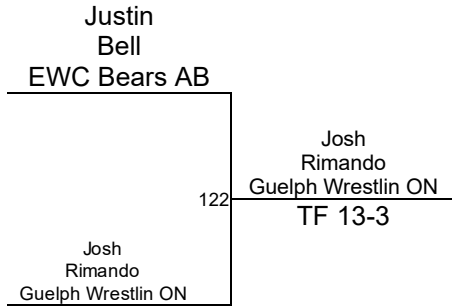 Justin
Bell
EWC Bears AB
Josh
Rimando
Guelph Wrestlin ON
122
TF 13-3
Josh
Rimando
Guelph Wrestlin ON